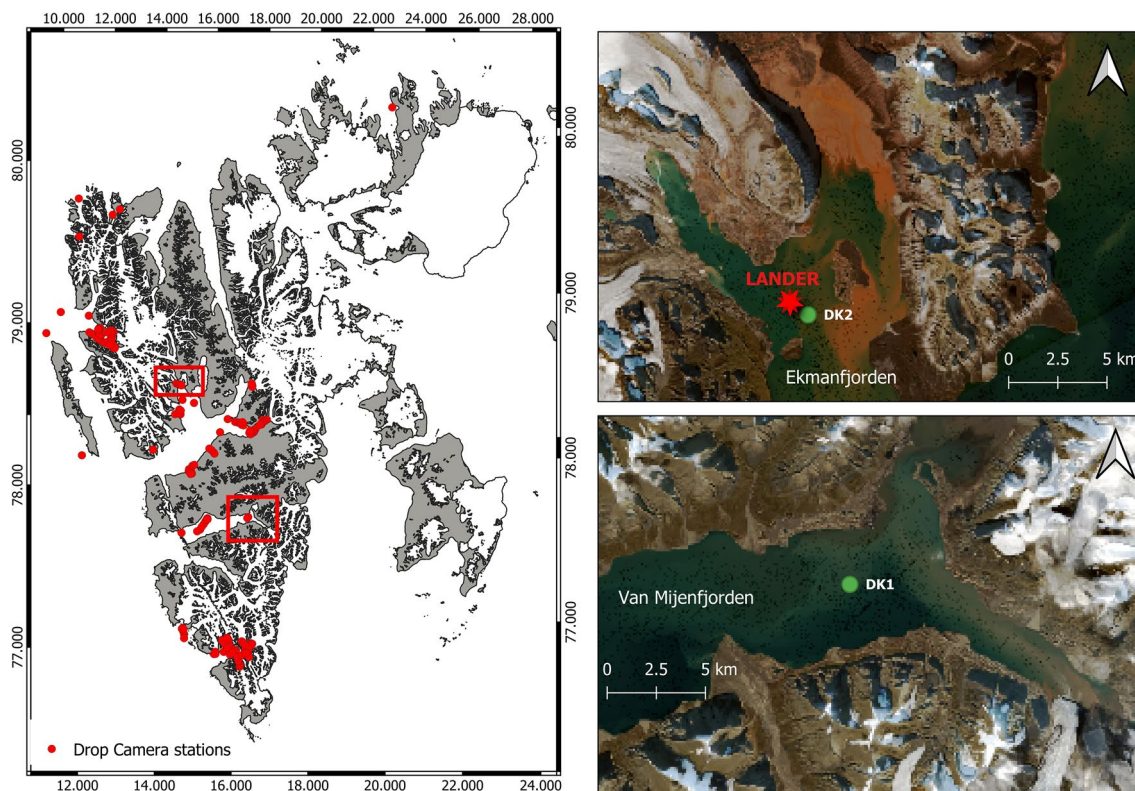 10.000 12.000 14.000 16.000 18.000 20.000 22.000 24.000 26.000 28.000
80.000
79.000
78.000
77.000
80.000
79.000
78.000
77.000
Drop Camera stations
12.000 14.000 16.000 18.000 20.000 22.000 24.000
LANDER
DK2
Ekmanfjorden
0 2.5 5 km
DK1
Van Mijenfjorden
0 2.5 5 km